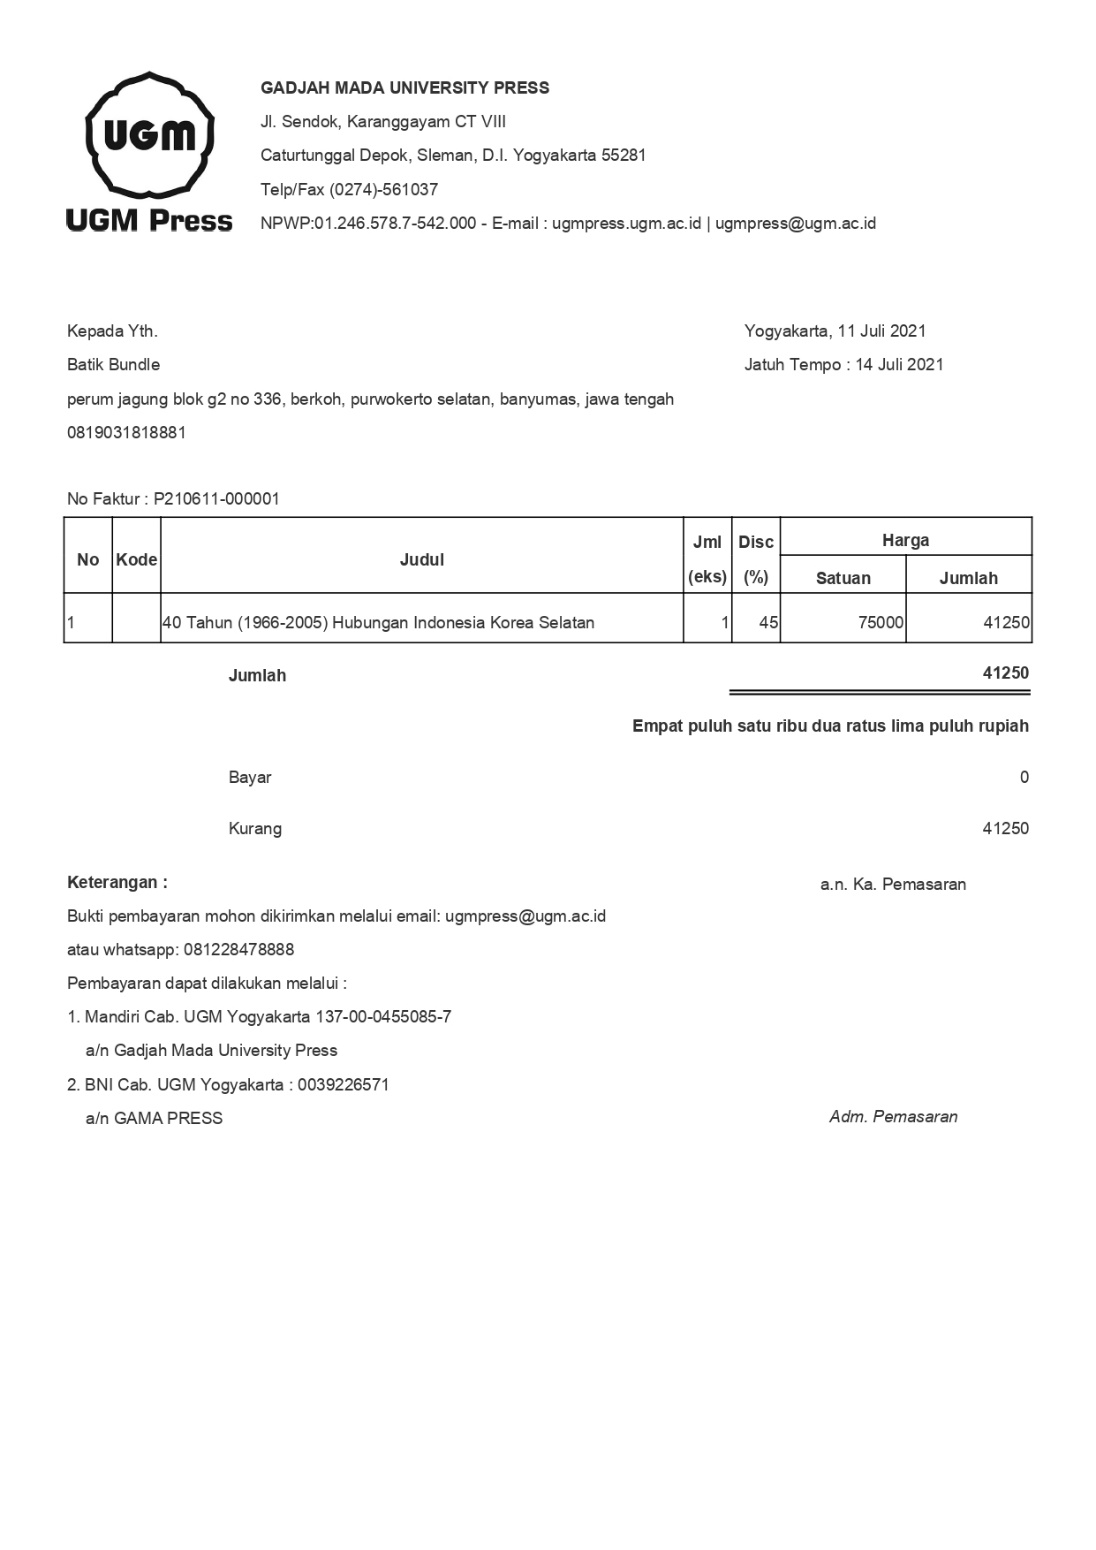 UGM
UGM Press
GADJAH MADA UNIVERSITY PRESS
Jl. Sendok, Karanggayam CT VIII
Caturtunggal Depok, Sleman, D.I. Yogyakarta 55281
Telp/Fax (0274)-561037
NPWP:01.246.578.7-542.000 - E-mail : ugmpress.ugm.ac.id | ugmpress@ugm.ac.id
Kepada Yth.
Yogyakarta, 11 Juli 2021
Batik Bundle
Jatuh Tempo : 14 Juli 2021
perum jagung blok g2 no 336, berkoh, purwokerto selatan, banyumas, jawa tengah
0819031818881
No Faktur : P210611-000001
No Kode Judul Jml (eks) Disc (%) Harga
Satuan Jumlah
1 40 Tahun (1966-2005) Hubungan Indonesia Korea Selatan 1 45 75000 41250
Jumlah 41250
Empat puluh satu ribu dua ratus lima puluh rupiah
Bayar 0
Kurang 41250
Keterangan :
a.n. Ka. Pemasaran
Bukti pembayaran mohon dikirimkan melalui email: ugmpress@ugm.ac.id
atau whatsapp: 081228478888
Pembayaran dapat dilakukan melalui :
1. Mandiri Cab. UGM Yogyakarta 137-00-0455085-7
a/n Gadjah Mada University Press
2. BNI Cab. UGM Yogyakarta : 0039226571
a/n GAMA PRESS
Adm. Pemasaran